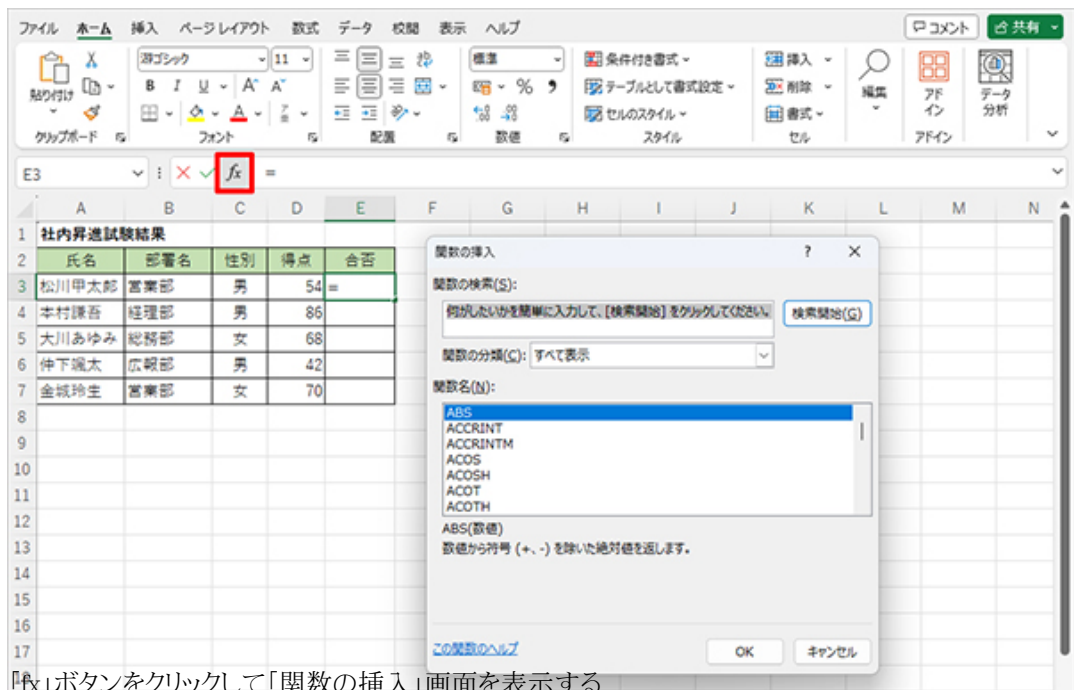 ファイル ホーム 挿入 ページ レイアウト 数式 データ 校閲 表示 ヘルプ コメント 共有
游ゴシック 11 標準 条件付き書式 挿入
貼り付け B I U A A % 9 テーブルとして書式設定 削除 編集 アドイン データ分析
A セルのスタイル 書式
クリップボード フォント 配置 数値 スタイル セル アドイン
E3 fx =
A B C D E F G H I J K L M N
1 社内昇進試験結果
2 氏名 部署名 性別 得点 合否
3 松川甲太郎 営業部 男 54 =
4 本村謙吾 経理部 男 86
5 大川あゆみ 総務部 女 68
6 仲下颯太 広報部 男 42
7 金城玲生 営業部 女 70
8
9
10
11
12
13
14
15
16
17
関数の挿入 ? ×
関数の検索(S):
何がしたいかを簡単に入力して、[検索開始] をクリックしてください。 検索開始(G)
関数の分類(C): すべて表示
関数名(N):
ABS
ACCRINT
ACCRINTM
ACOS
ACOSH
ACOT
ACOTH
ABS(数値)
数値から符号 (+、-) を除いた絶対値を返します。
この関数のヘルプ OK キャンセル
「fx」ボタンをクリックして「関数の挿入」画面を表示する